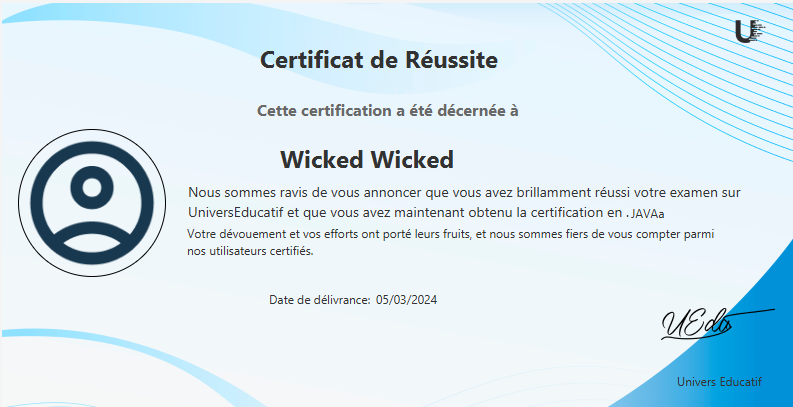 U
Certificat de Réussite
Cette certification a été décernée à
Wicked Wicked
Nous sommes ravis de vous annoncer que vous avez brillamment réussi votre examen sur
UniversEducatif et que vous avez maintenant obtenu la certification en . JAVAa
Votre dévouement et vos efforts ont porté leurs fruits, et nous sommes fiers de vous compter parmi
nos utilisateurs certifiés.
Date de délivrance: 05/03/2024
UEdu
Univers Educatif